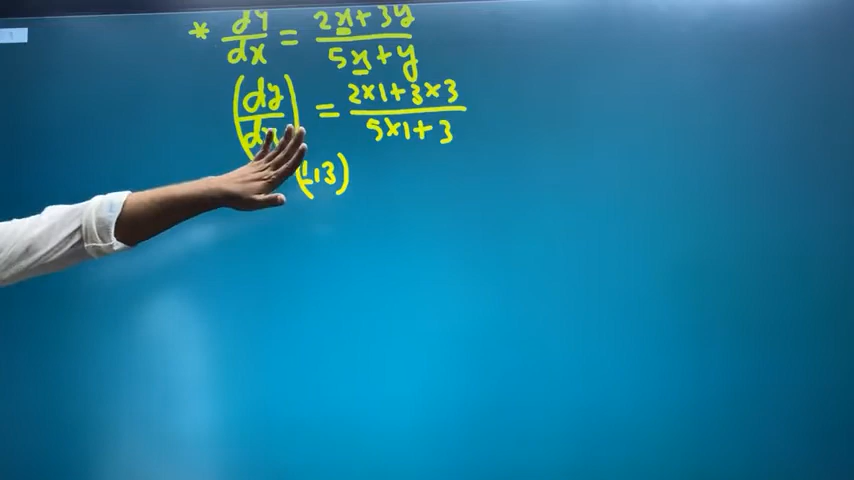 * dy/dx = 2x+3y / 5x+y
(dy/dx) = 2×1+3×3 / 5×1+3
(1,3)